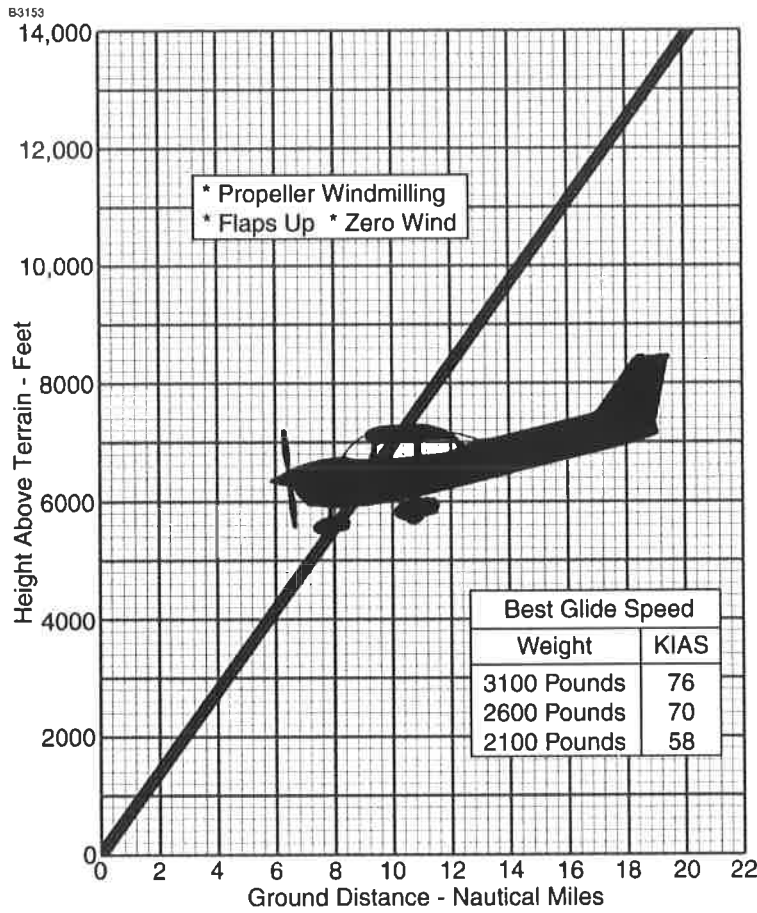 B3153
14,000
12,000
10,000
8000
6000
4000
2000
0
Height Above Terrain - Feet
* Propeller Windmilling
* Flaps Up * Zero Wind
Best Glide Speed
Weight KIAS
3100 Pounds 76
2600 Pounds 70
2100 Pounds 58
0 2 4 6 8 10 12 14 16 18 20 22
Ground Distance - Nautical Miles